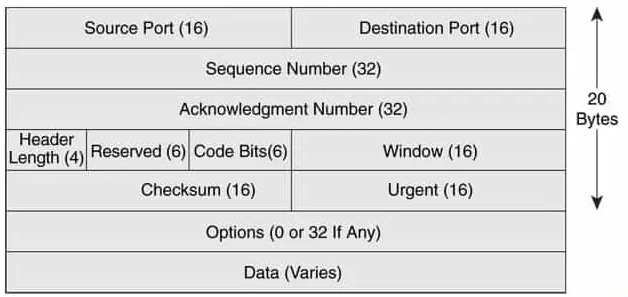 Source Port (16)
Destination Port (16)
Sequence Number (32)
Acknowledgment Number (32)
20
Bytes
Header
Length (4)
Reserved (6)
Code Bits(6)
Window (16)
Checksum (16)
Urgent (16)
Options (0 or 32 If Any)
Data (Varies)